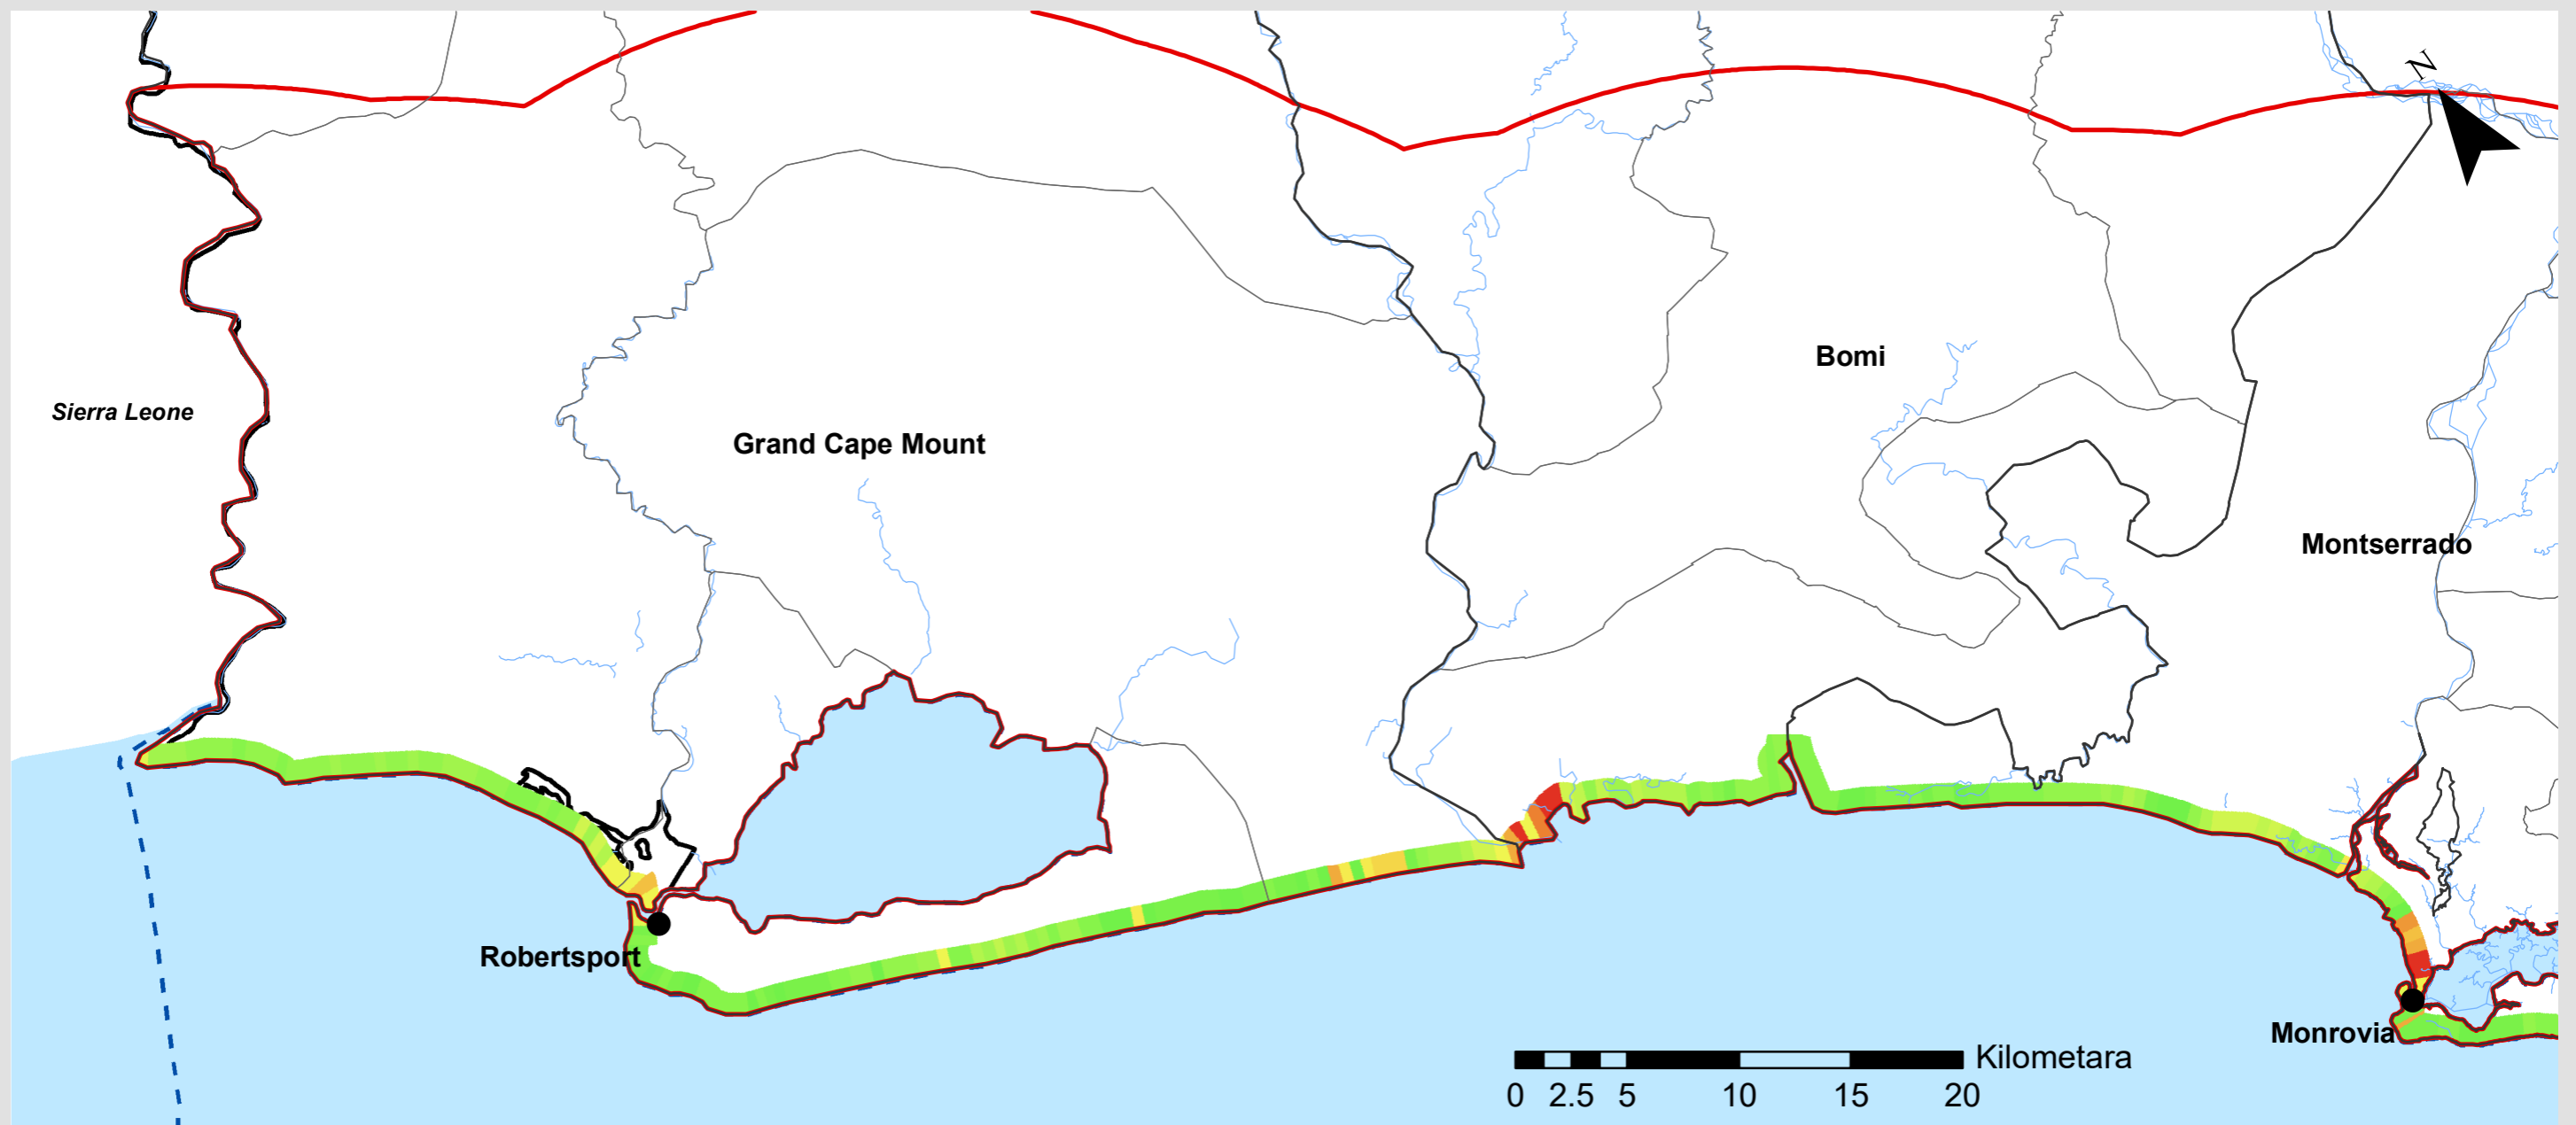 N
Bomi
Sierra Leone
Grand Cape Mount
Montserrado
Robertsport
Monrovia
Kilometara
0 2.5 5 10 15 20